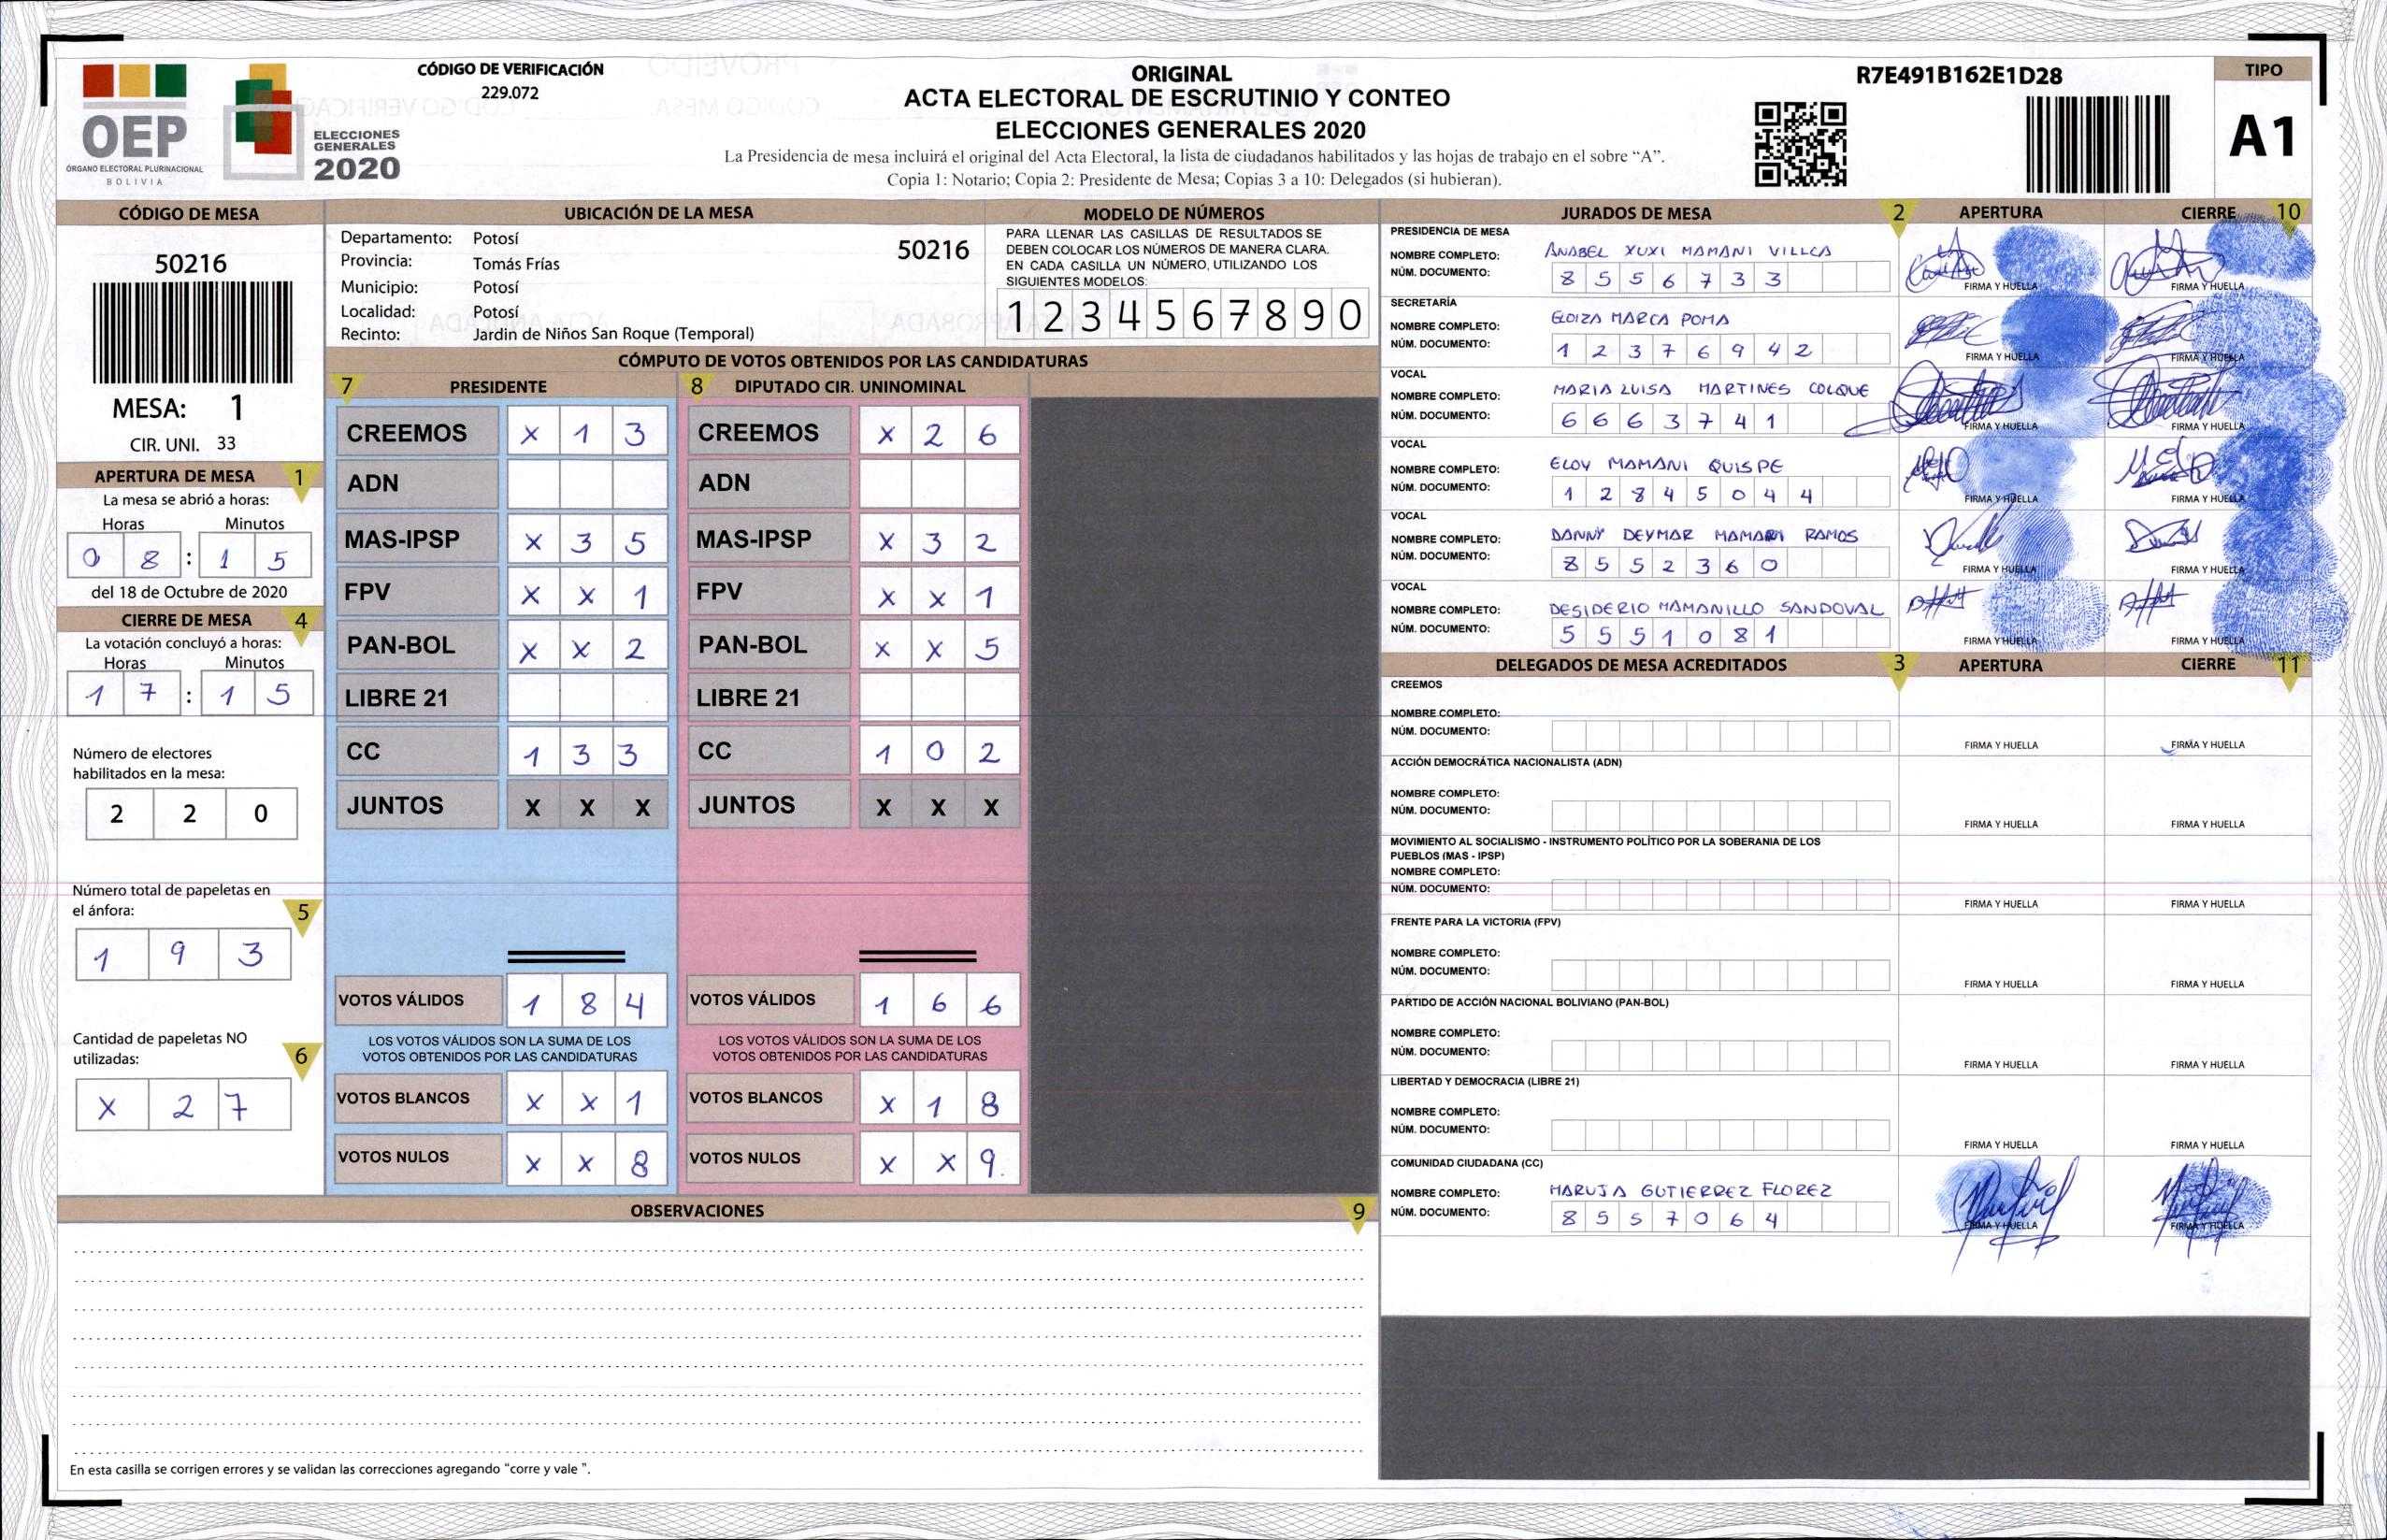 CÓDIGO DE VERIFICACIÓN
229.072
OEP
ÓRGANO ELECTORAL PLURINACIONAL
BOLIVIA
ELECCIONES
GENERALES
2020
ORIGINAL
ACTA ELECTORAL DE ESCRUTINIO Y CONTEO
ELECCIONES GENERALES 2020
La Presidencia de mesa incluirá el original del Acta Electoral, la lista de ciudadanos habilitados y las hojas de trabajo en el sobre “A”.
Copia 1: Notario; Copia 2: Presidente de Mesa; Copias 3 a 10: Delegados (si hubieran).
R7E491B162E1D28
TIPO
A1
CÓDIGO DE MESA
50216
MESA: 1
CIR. UNI. 33
APERTURA DE MESA 1
La mesa se abrió a horas:
Horas Minutos
0 8 : 1 5
del 18 de Octubre de 2020
CIERRE DE MESA 4
La votación concluyó a horas:
Horas Minutos
1 7 : 1 5
Número de electores
habilitados en la mesa:
2 2 0
Número total de papeletas en
el ánfora: 5
1 9 3
Cantidad de papeletas NO
utilizadas: 6
X 2 7
UBICACIÓN DE LA MESA
Departamento: Potosí
Provincia: Tomás Frías
Municipio: Potosí
Localidad: Potosí
Recinto: Jardin de Niños San Roque (Temporal)
50216
MODELO DE NÚMEROS
PARA LLENAR LAS CASILLAS DE RESULTADOS SE
DEBEN COLOCAR LOS NÚMEROS DE MANERA CLARA.
EN CADA CASILLA UN NÚMERO, UTILIZANDO LOS
SIGUIENTES MODELOS:
1 2 3 4 5 6 7 8 9 0
CÓMPUTO DE VOTOS OBTENIDOS POR LAS CANDIDATURAS
7 PRESIDENTE
CREEMOS X 1 3
ADN
MAS-IPSP X 3 5
FPV X X 1
PAN-BOL X X 2
LIBRE 21
CC 1 3 3
JUNTOS X X X
VOTOS VÁLIDOS 1 8 4
LOS VOTOS VÁLIDOS SON LA SUMA DE LOS
VOTOS OBTENIDOS POR LAS CANDIDATURAS
VOTOS BLANCOS X X 1
VOTOS NULOS X X 8
8 DIPUTADO CIR. UNINOMINAL
CREEMOS X 2 6
ADN
MAS-IPSP X 3 2
FPV X X 1
PAN-BOL X X 5
LIBRE 21
CC 1 0 2
JUNTOS X X X
VOTOS VÁLIDOS 1 6 6
LOS VOTOS VÁLIDOS SON LA SUMA DE LOS
VOTOS OBTENIDOS POR LAS CANDIDATURAS
VOTOS BLANCOS X 1 8
VOTOS NULOS X X 9
OBSERVACIONES 9
En esta casilla se corrigen errores y se validan las correcciones agregando “corre y vale ”.
JURADOS DE MESA 2 APERTURA CIERRE 10
PRESIDENCIA DE MESA
NOMBRE COMPLETO: ANABEL XUXI MAMANI VILLCA
NÚM. DOCUMENTO: 8 5 5 6 7 3 3
FIRMA Y HUELLA FIRMA Y HUELLA
SECRETARÍA
NOMBRE COMPLETO: ELOIZA MARCA POMA
NÚM. DOCUMENTO: 1 2 3 7 6 9 4 2
FIRMA Y HUELLA FIRMA Y HUELLA
VOCAL
NOMBRE COMPLETO: MARIA LUISA MARTINES COLQUE
NÚM. DOCUMENTO: 6 6 6 3 7 4 1
FIRMA Y HUELLA FIRMA Y HUELLA
VOCAL
NOMBRE COMPLETO: ELOY MAMANI QUISPE
NÚM. DOCUMENTO: 1 2 8 4 5 0 4 4
FIRMA Y HUELLA FIRMA Y HUELLA
VOCAL
NOMBRE COMPLETO: DANNY DEYMAR MAMANI RAMOS
NÚM. DOCUMENTO: 8 5 5 2 3 6 0
FIRMA Y HUELLA FIRMA Y HUELLA
VOCAL
NOMBRE COMPLETO: DESIDERIO MAMANILLO SANDOVAL
NÚM. DOCUMENTO: 5 5 5 1 0 8 1
FIRMA Y HUELLA FIRMA Y HUELLA
DELEGADOS DE MESA ACREDITADOS 3 APERTURA CIERRE 11
CREEMOS
NOMBRE COMPLETO:
NÚM. DOCUMENTO:
FIRMA Y HUELLA FIRMA Y HUELLA
ACCIÓN DEMOCRÁTICA NACIONALISTA (ADN)
NOMBRE COMPLETO:
NÚM. DOCUMENTO:
FIRMA Y HUELLA FIRMA Y HUELLA
MOVIMIENTO AL SOCIALISMO - INSTRUMENTO POLÍTICO POR LA SOBERANIA DE LOS
PUEBLOS (MAS - IPSP)
NOMBRE COMPLETO:
NÚM. DOCUMENTO:
FIRMA Y HUELLA FIRMA Y HUELLA
FRENTE PARA LA VICTORIA (FPV)
NOMBRE COMPLETO:
NÚM. DOCUMENTO:
FIRMA Y HUELLA FIRMA Y HUELLA
PARTIDO DE ACCIÓN NACIONAL BOLIVIANO (PAN-BOL)
NOMBRE COMPLETO:
NÚM. DOCUMENTO:
FIRMA Y HUELLA FIRMA Y HUELLA
LIBERTAD Y DEMOCRACIA (LIBRE 21)
NOMBRE COMPLETO:
NÚM. DOCUMENTO:
FIRMA Y HUELLA FIRMA Y HUELLA
COMUNIDAD CIUDADANA (CC)
NOMBRE COMPLETO: MARUJA GUTIERREZ FLOREZ
NÚM. DOCUMENTO: 8 5 5 7 0 6 4
FIRMA Y HUELLA FIRMA Y HUELLA